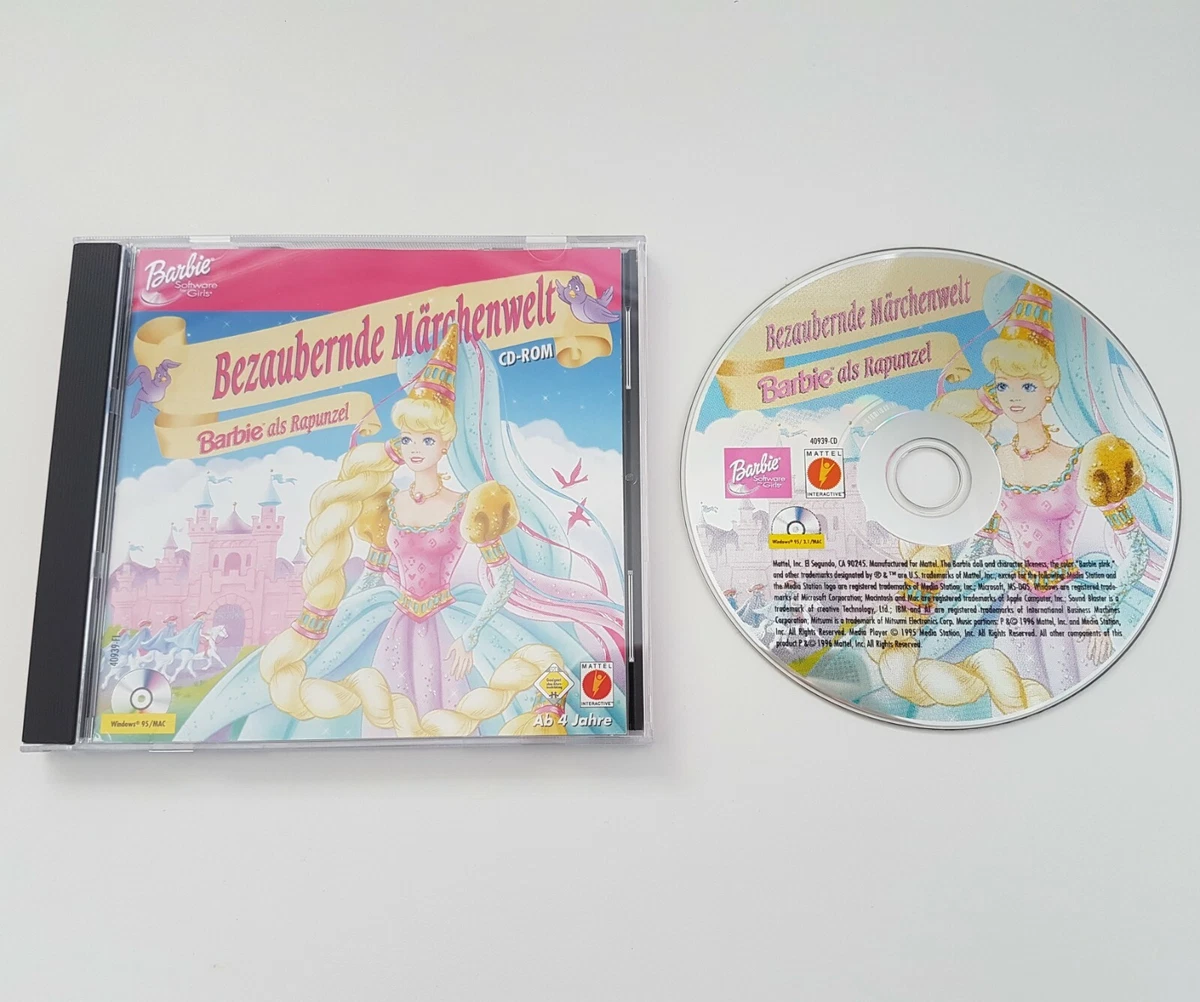 Barbie™
Software
for Girls®
Bezaubernde Märchenwelt
CD-ROM
Barbie™ als Rapunzel
40939-F1
Windows® 95/MAC
MATTEL
INTERACTIVE™
Ab 4 Jahre
Bezaubernde Märchenwelt
Barbie™ als Rapunzel
40939-CD
Barbie™
Software
for Girls®
MATTEL
INTERACTIVE™
Windows® 95/3.1/MAC
Mattel, Inc. El Segundo, CA 90245. Manufactured for Mattel. The Barbie doll and character likeness, the color "Barbie pink,"
and other trademarks designated by ® & ™ are U.S. trademarks of Mattel, Inc., except the following: Media Station and
the Media Station logo are registered trademarks of Media Station, Inc.; Microsoft, MS-DOS, Windows are registered trade-
marks of Microsoft Corporation; Macintosh and Mac are registered trademarks of Apple Computer, Inc.; Sound Blaster is a
trademark of creative Technology, Ltd.; IBM and AT are registered trademarks of International Business Machines
Corporation; Mitsumi is a trademark of Mitsumi Electronics Corp. Music portions: P &© 1996 Mattel, Inc. and Media Station,
Inc. All Rights Reserved. Media Player © 1995 Media Station, Inc. All Rights Reserved. All other components of this
product P &© 1996 Mattel, Inc. All Rights Reserved.